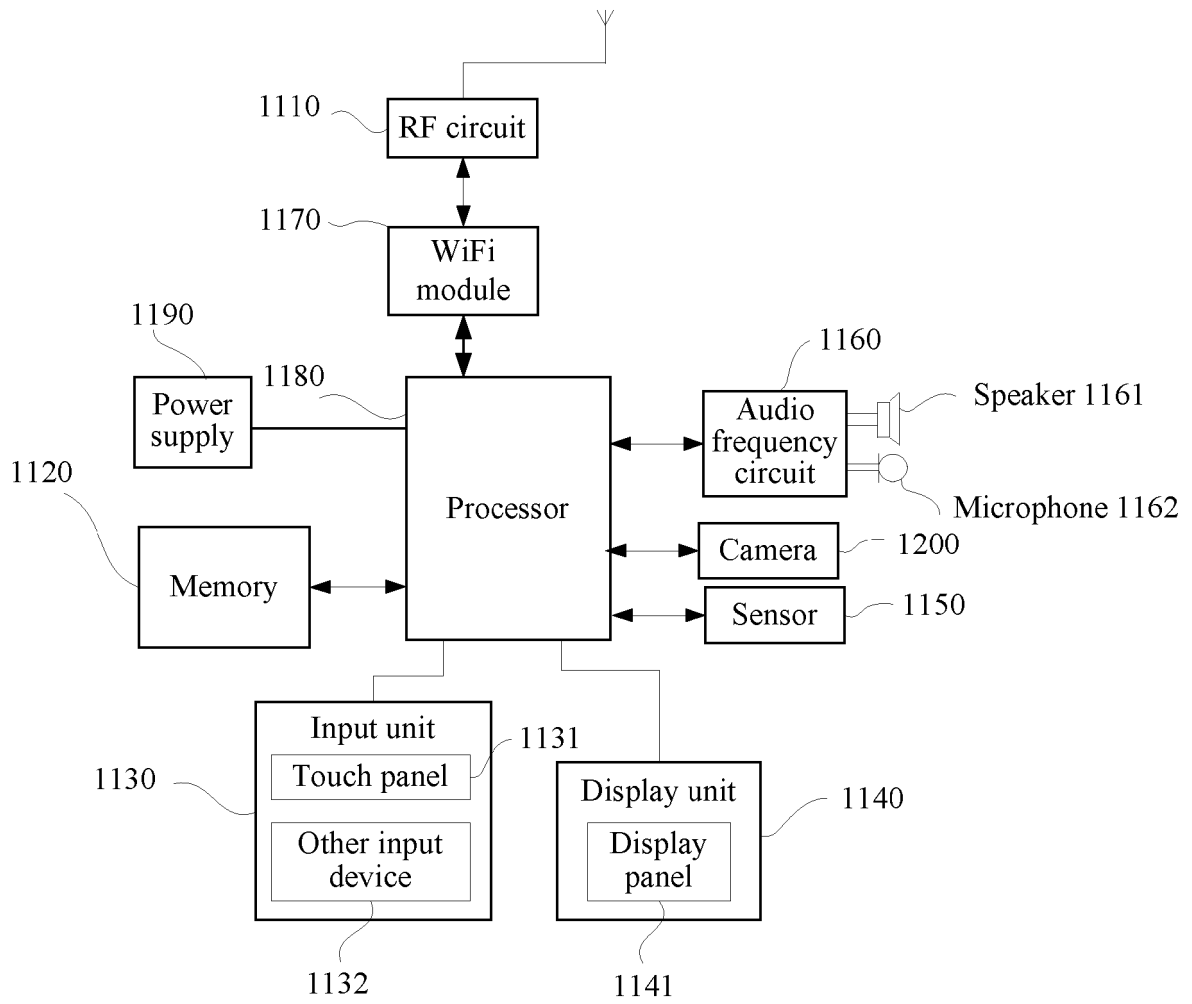 1110
RF circuit
1170
WiFi
module
1190
1180
1160
Power
supply
Audio
frequency
circuit
Speaker 1161
1120
Processor
Microphone 1162
Camera
1200
Memory
Sensor
1150
Input unit
1131
Touch panel
1130
Display unit
1140
Other input
device
Display
panel
1132
1141